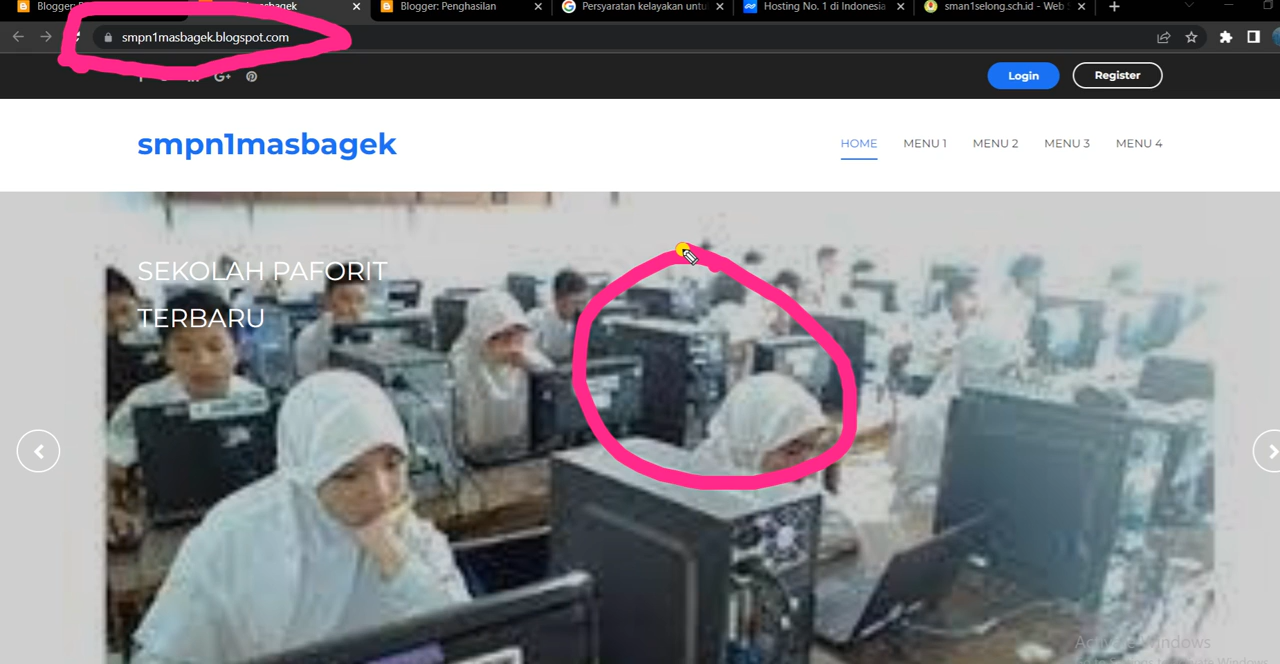 Blogger: Penghasilan
Persyaratan kelayakan untu
Hosting No. 1 di Indonesia
sman1selong.sch.id - Web
smpn1masbagek.blogspot.com
Login
Register
smpn1masbagek
HOME
MENU 1
MENU 2
MENU 3
MENU 4
SEKOLAH PAFORIT
TERBARU